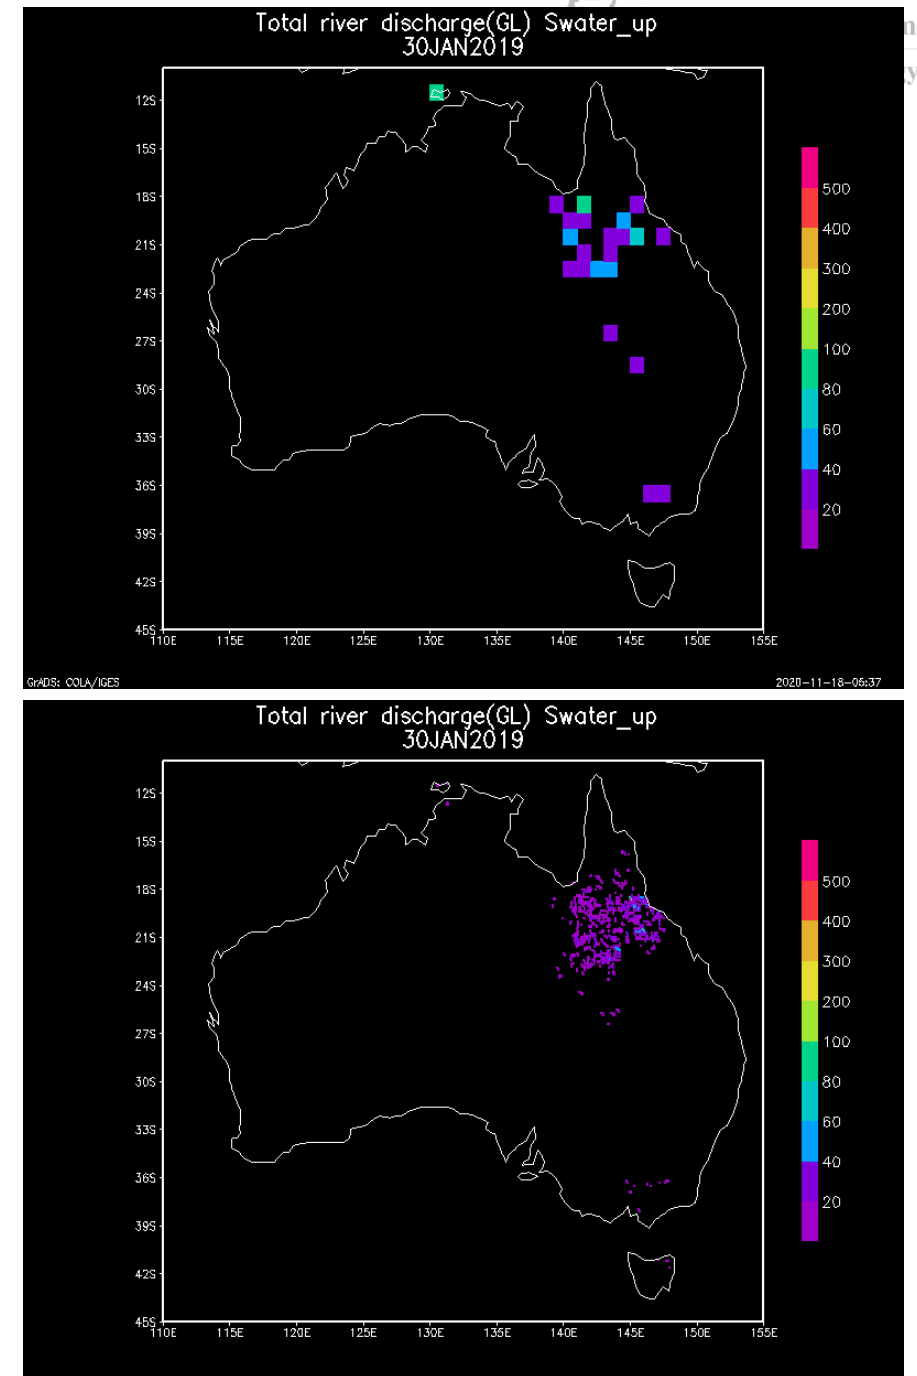 Total river discharge(GL) Swater_up
30JAN2019
12S
15S
18S
21S
24S
27S
30S
33S
36S
39S
42S
45S
110E 115E 120E 125E 130E 135E 140E 145E 150E 155E
500
400
300
200
100
80
60
40
20
GrADS: COLA/IGES
2020-11-18-05:37
Total river discharge(GL) Swater_up
30JAN2019
12S
15S
18S
21S
24S
27S
30S
33S
36S
39S
42S
45S
110E 115E 120E 125E 130E 135E 140E 145E 150E 155E
500
400
300
200
100
80
60
40
20